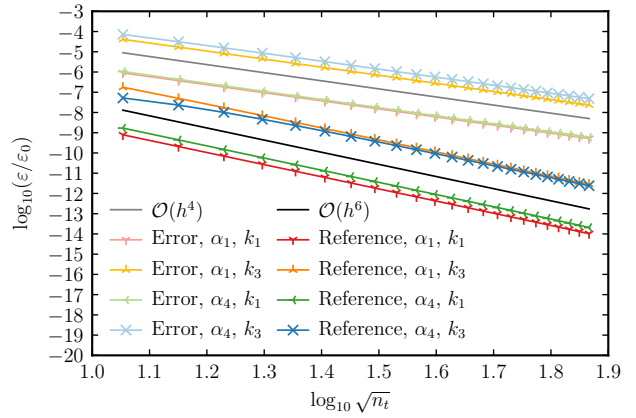 −3
−4
−5
−6
−7
−8
−9
−10
−11
−12
−13
−14
−15
−16
−17
−18
−19
−20
log₁₀(ε/ε₀)
O(h⁴)
Error, α₁, k₁
Error, α₁, k₃
Error, α₄, k₁
Error, α₄, k₃
O(h⁶)
Reference, α₁, k₁
Reference, α₁, k₃
Reference, α₄, k₁
Reference, α₄, k₃
1.0 1.1 1.2 1.3 1.4 1.5 1.6 1.7 1.8 1.9
log₁₀ √nₜ